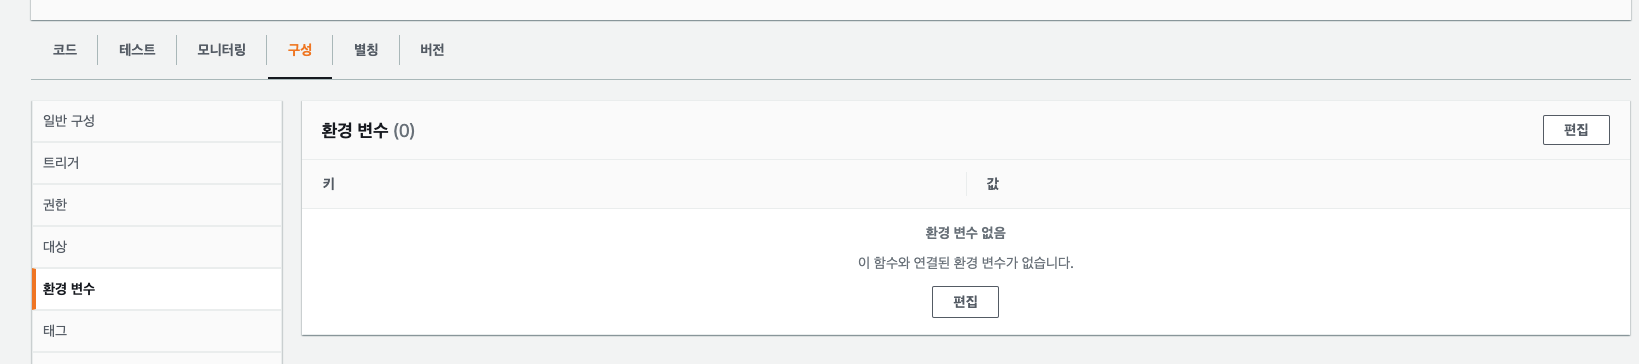 코드 테스트 모니터링 구성 별칭 버전
일반 구성
트리거
권한
대상
환경 변수
태그
환경 변수 (0) 편집
키 값
환경 변수 없음
이 함수와 연결된 환경 변수가 없습니다.
편집